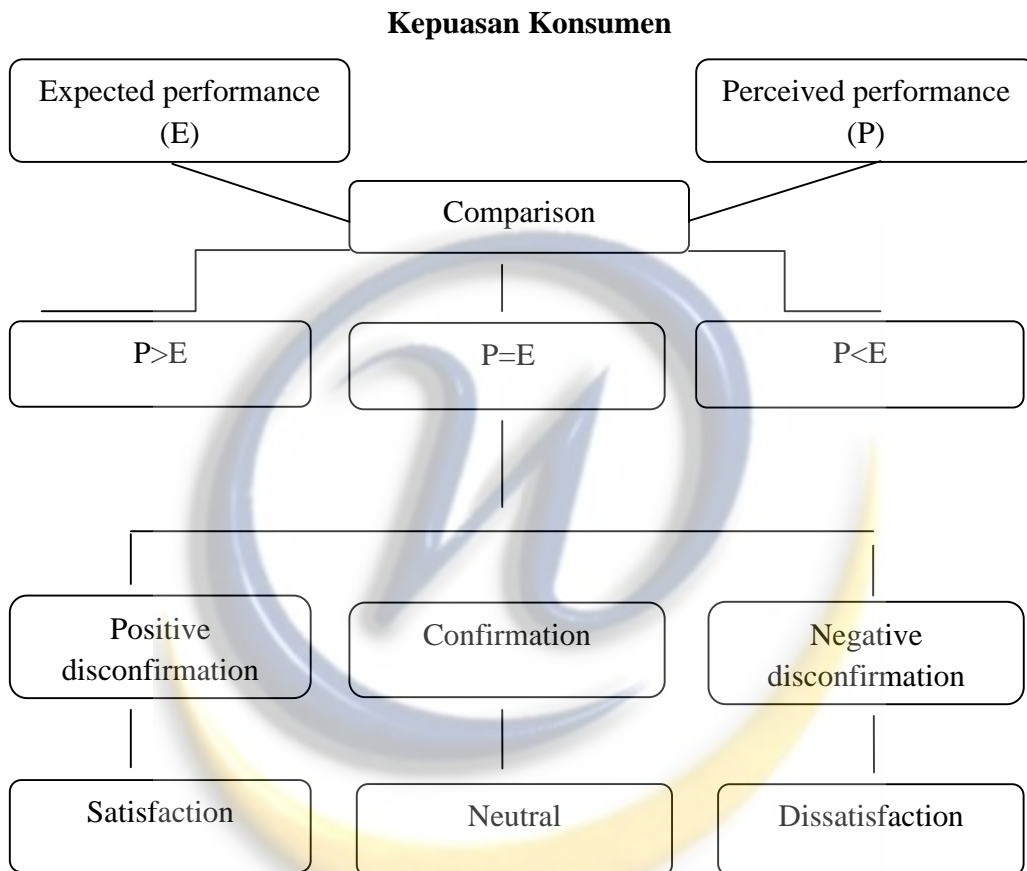 Kepuasan Konsumen
Expected performance
(E)
Perceived performance
(P)
Comparison
P>E
P=E
P<E
Positive
disconfirmation
Confirmation
Negative
disconfirmation
Satisfaction
Neutral
Dissatisfaction